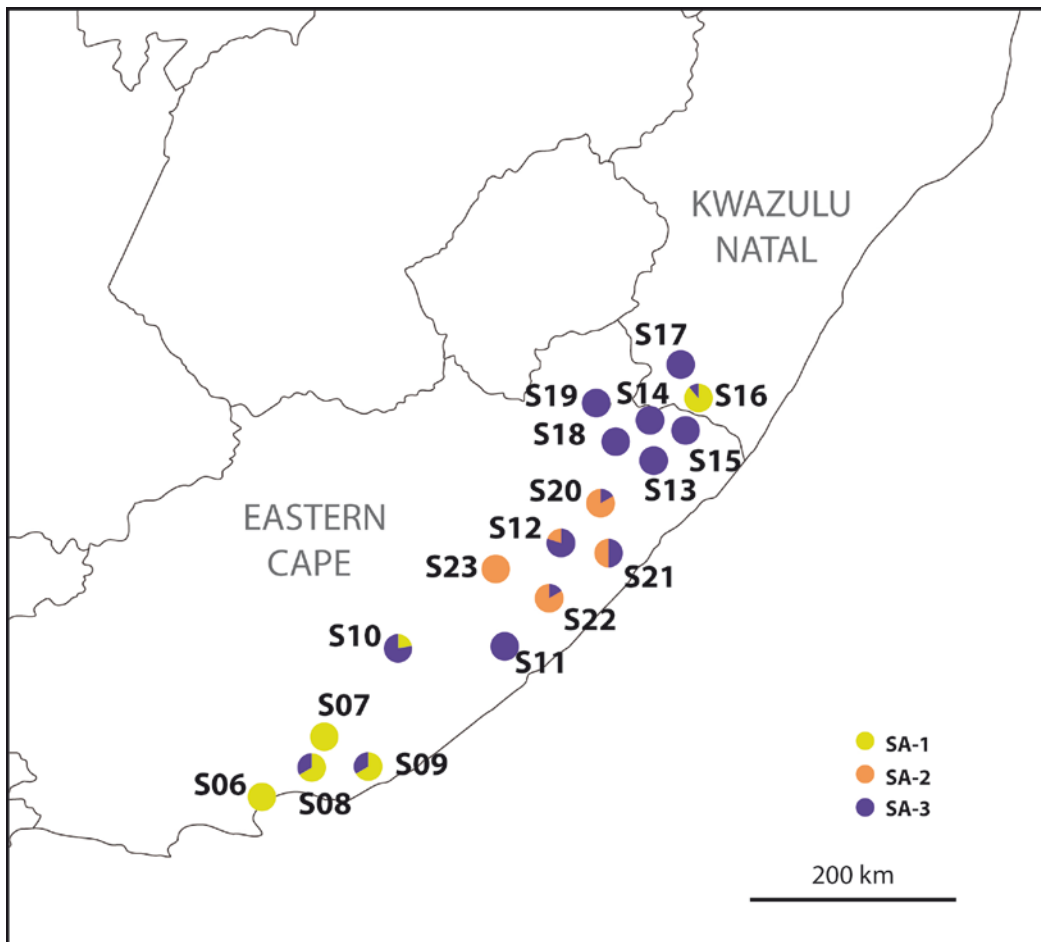 KWAZULU
NATAL
S17
S19
S14
S16
S18
S15
S13
S20
EASTERN
CAPE
S12
S23
S21
S22
S10
S11
S07
S09
S06
S08
SA-1
SA-2
SA-3
200 km